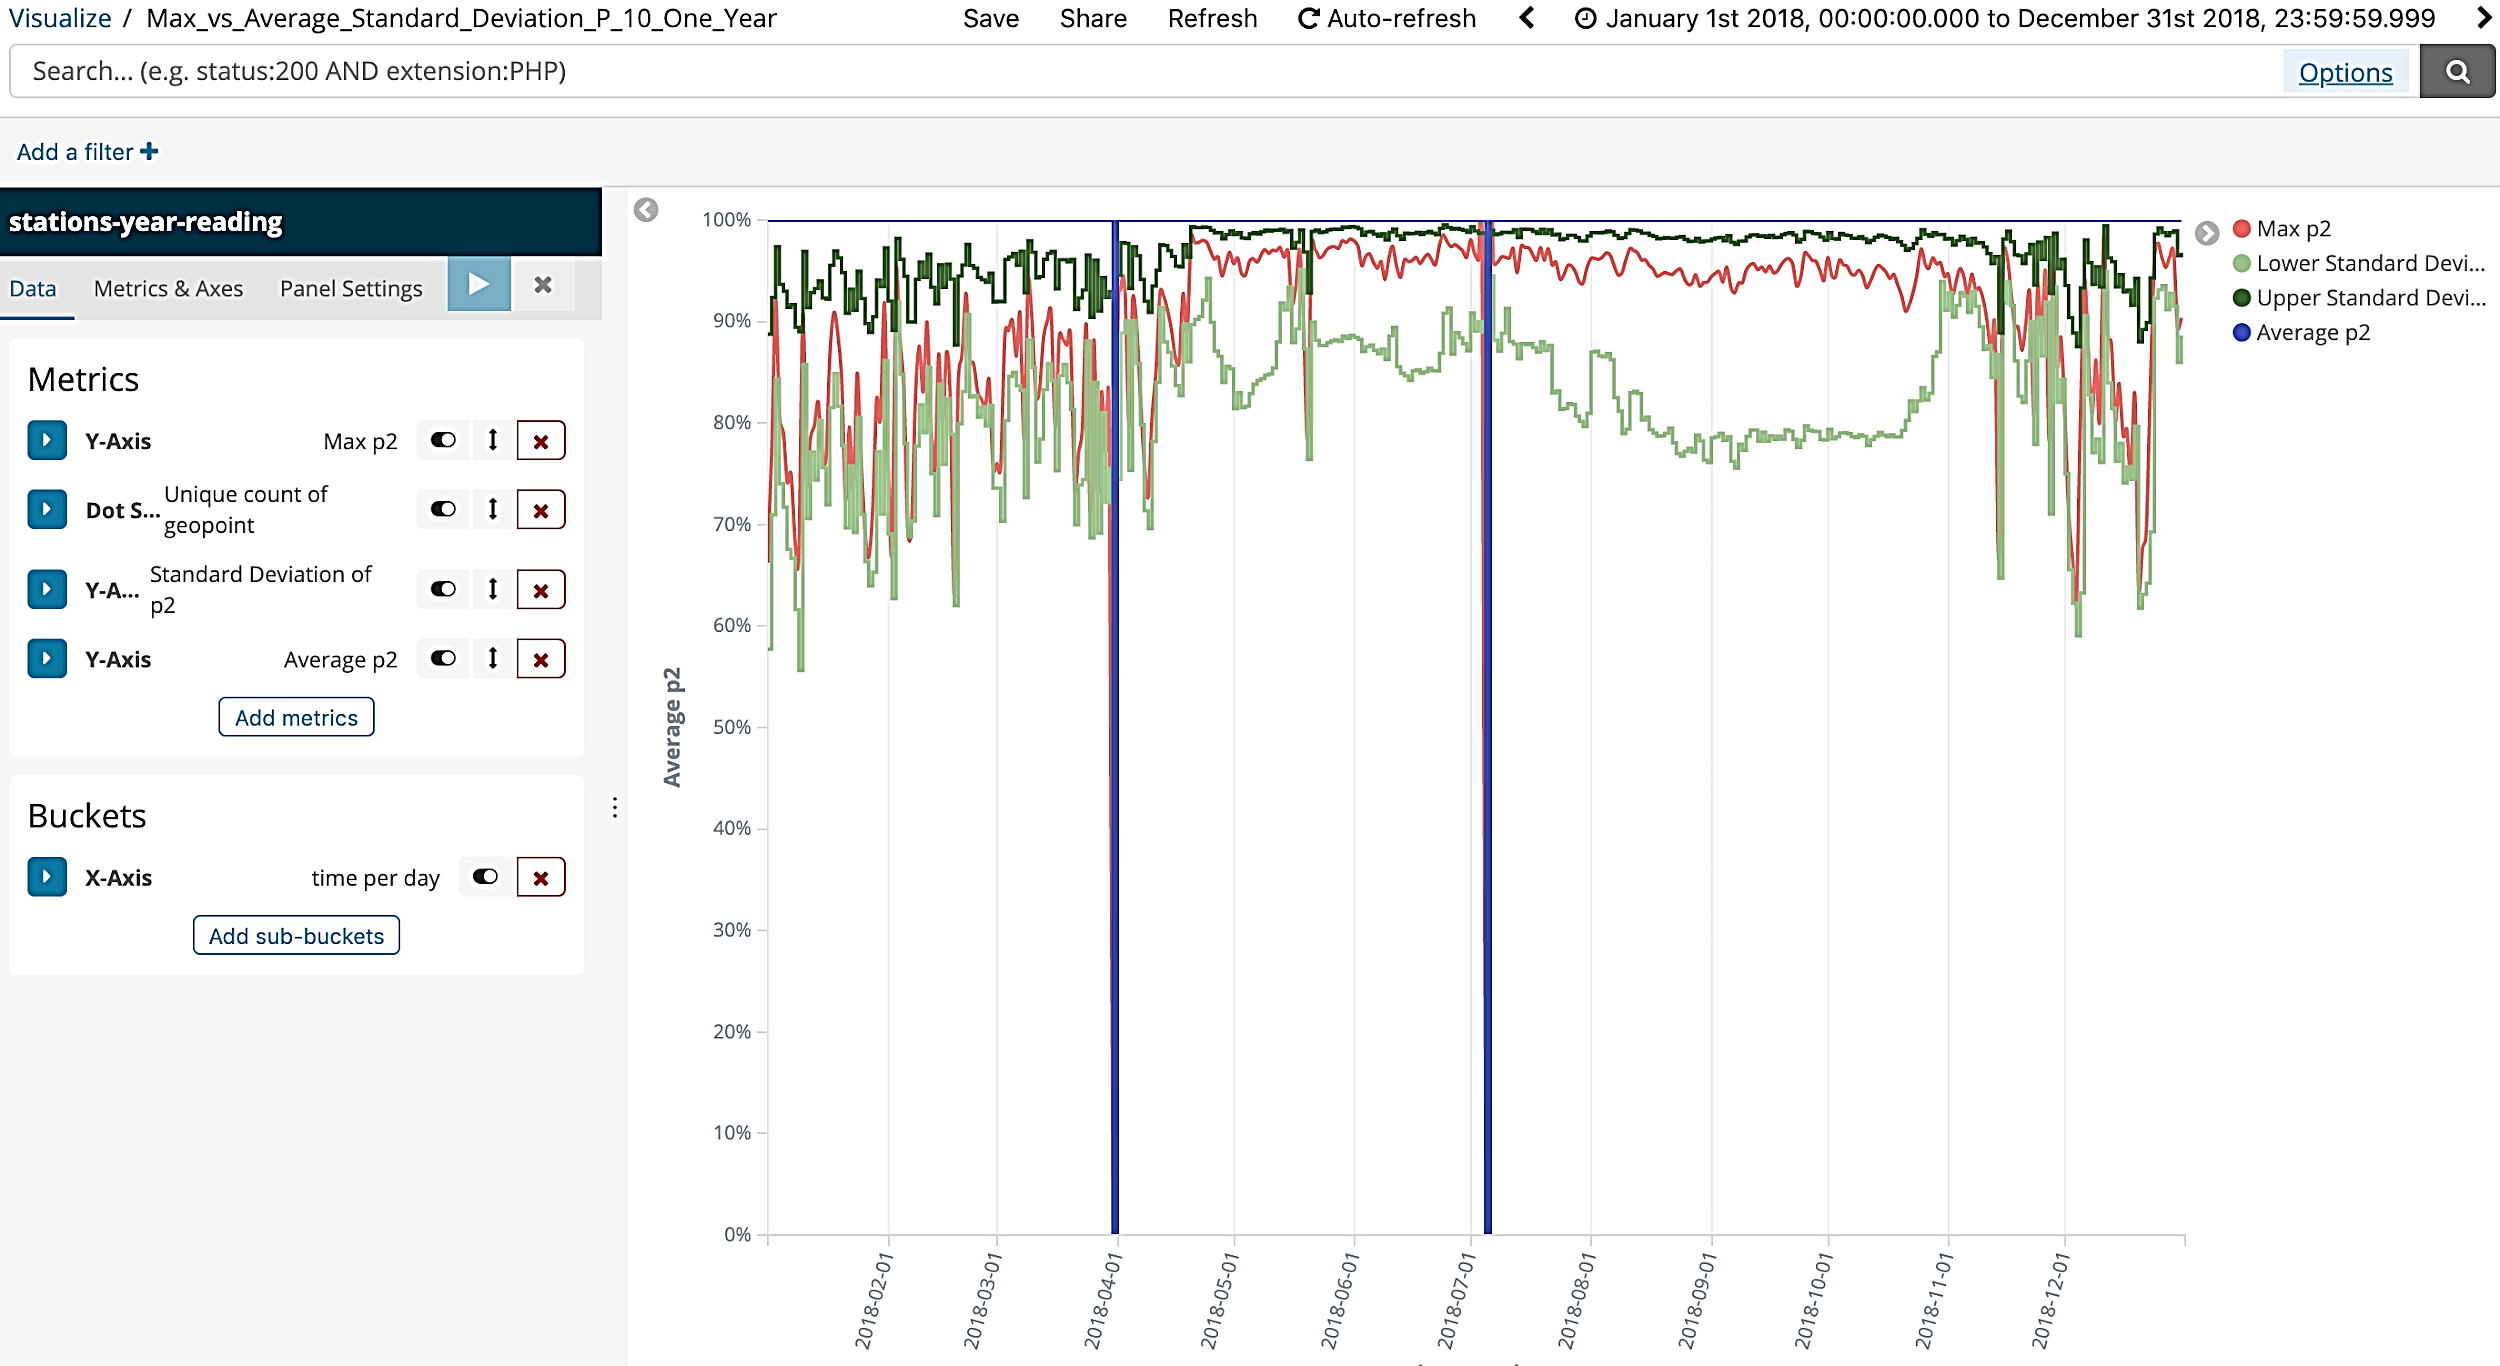 Visualize / Max_vs_Average_Standard_Deviation_P_10_One_Year Save Share Refresh Auto-refresh January 1st 2018, 00:00:00.000 to December 31st 2018, 23:59:59.999
Search... (e.g. status:200 AND extension:PHP) Options
Add a filter
stations-year-reading
Data Metrics & Axes Panel Settings
Metrics
Y-Axis Max p2
Dot S... Unique count of
geopoint
Y-A... Standard Deviation of
p2
Y-Axis Average p2
Add metrics
Buckets
X-Axis time per day
Add sub-buckets
Average p2
100%
90%
80%
70%
60%
50%
40%
30%
20%
10%
0%
2018-02-01
2018-03-01
2018-04-01
2018-05-01
2018-06-01
2018-07-01
2018-08-01
2018-09-01
2018-10-01
2018-11-01
2018-12-01
Max p2
Lower Standard Devi...
Upper Standard Devi...
Average p2